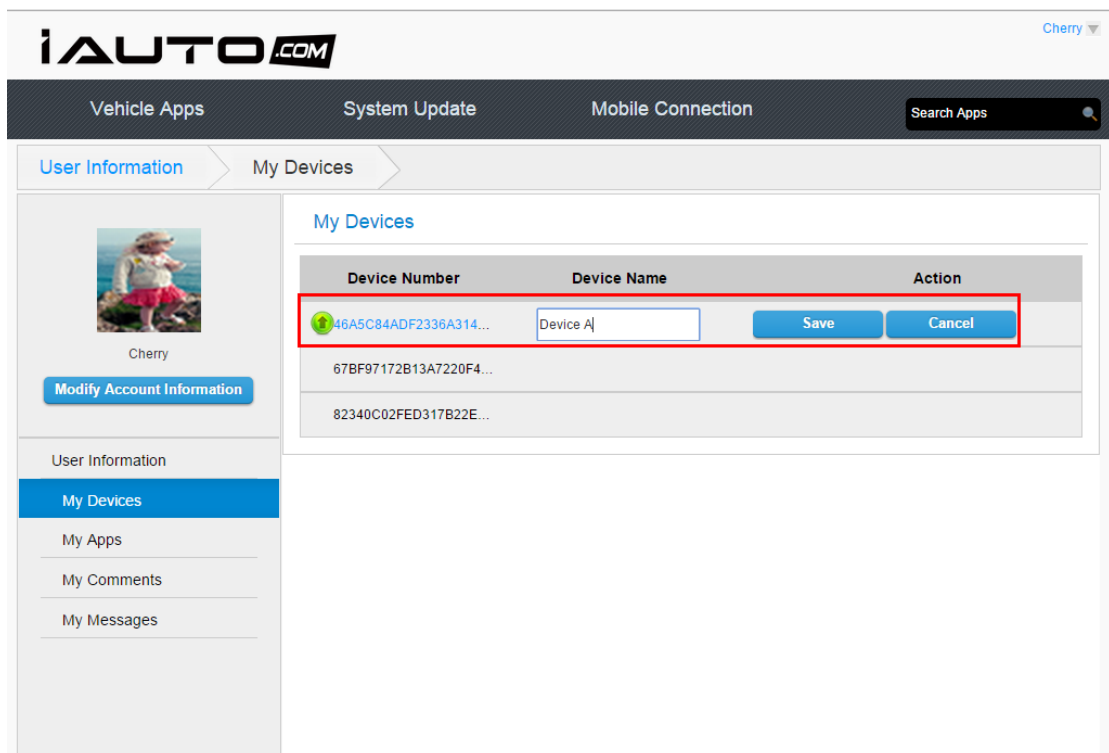 Cherry
iAUTO.COM
Vehicle Apps System Update Mobile Connection Search Apps
User Information My Devices
My Devices
Device Number Device Name Action
46A5C84ADF2336A314... Device A Save Cancel
67BF97172B13A7220F4...
82340C02FED317B22E...
Cherry
Modify Account Information
User Information
My Devices
My Apps
My Comments
My Messages